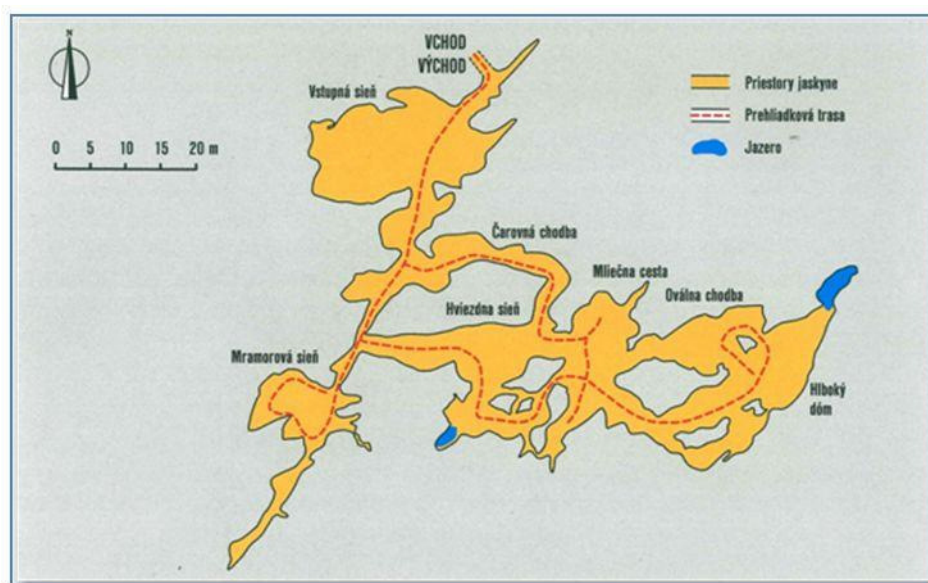 N
VCHOD
VÝCHOD
Vstupná sieň
Priestory jaskyne
Prehliadková trasa
Jazero
0 5 10 15 20 m
Čarovná chodba
Mliečna cesta
Oválna chodba
Hviezdna sieň
Mramorová sieň
Hlboký
dóm